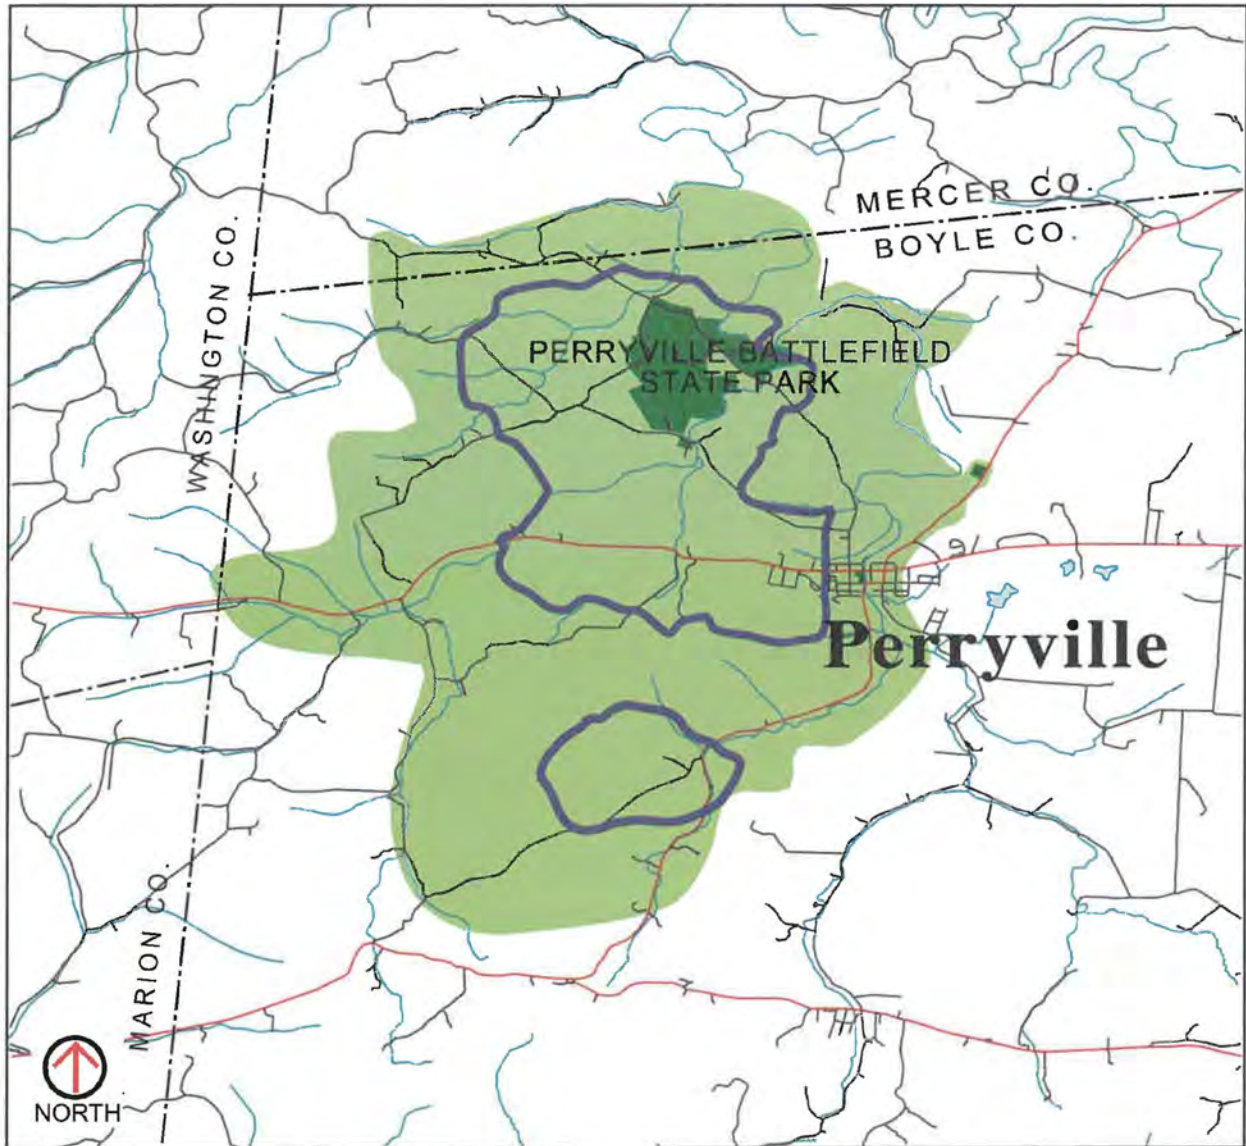 MERCER CO.
BOYLE CO.
WASHINGTON CO.
PERRYVILLE BATTLEFIELD
STATE PARK
Perryville
MARION CO.
NORTH